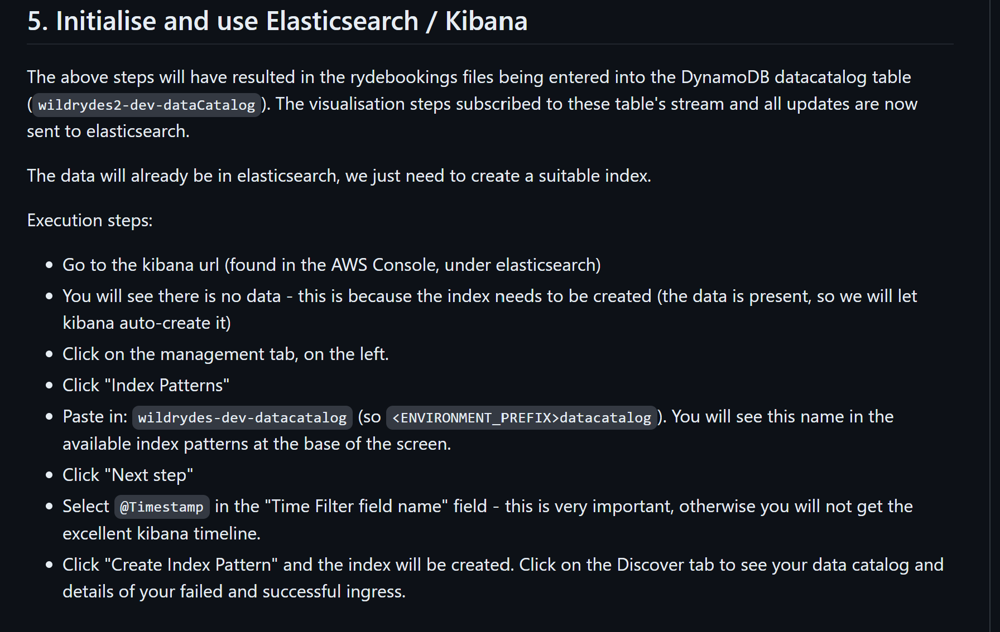 5. Initialise and use Elasticsearch / Kibana
The above steps will have resulted in the rydebookings files being entered into the DynamoDB datacatalog table
(wildrydes2-dev-dataCatalog). The visualisation steps subscribed to these table's stream and all updates are now
sent to elasticsearch.
The data will already be in elasticsearch, we just need to create a suitable index.
Execution steps:
• Go to the kibana url (found in the AWS Console, under elasticsearch)
• You will see there is no data - this is because the index needs to be created (the data is present, so we will let
kibana auto-create it)
• Click on the management tab, on the left.
• Click "Index Patterns"
• Paste in: wildrydes-dev-datacatalog (so <ENVIRONMENT_PREFIX>datacatalog). You will see this name in the
available index patterns at the base of the screen.
• Click "Next step"
• Select @Timestamp in the "Time Filter field name" field - this is very important, otherwise you will not get the
excellent kibana timeline.
• Click "Create Index Pattern" and the index will be created. Click on the Discover tab to see your data catalog and
details of your failed and successful ingress.